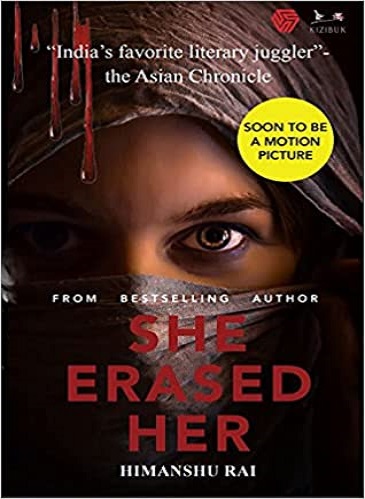 KIZIBUK
“India’s favorite literary juggler”-
the Asian Chronicle
SOON TO BE
A MOTION
PICTURE
FROM BESTSELLING AUTHOR
SHE
ERASED
HER
HIMANSHU RAI